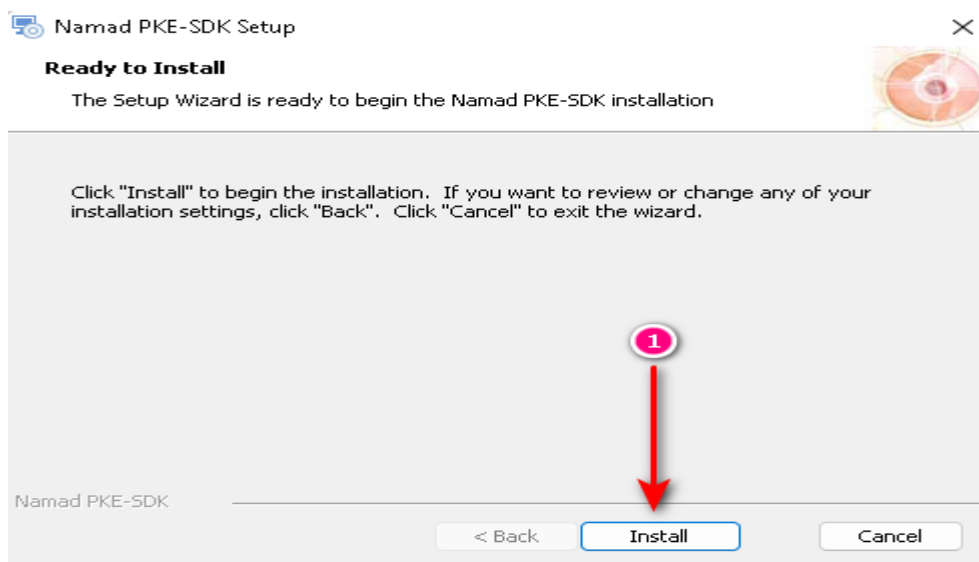 Namad PKE-SDK Setup
Ready to Install
The Setup Wizard is ready to begin the Namad PKE-SDK installation
Click "Install" to begin the installation. If you want to review or change any of your
installation settings, click "Back". Click "Cancel" to exit the wizard.
1
Namad PKE-SDK
< Back Install Cancel